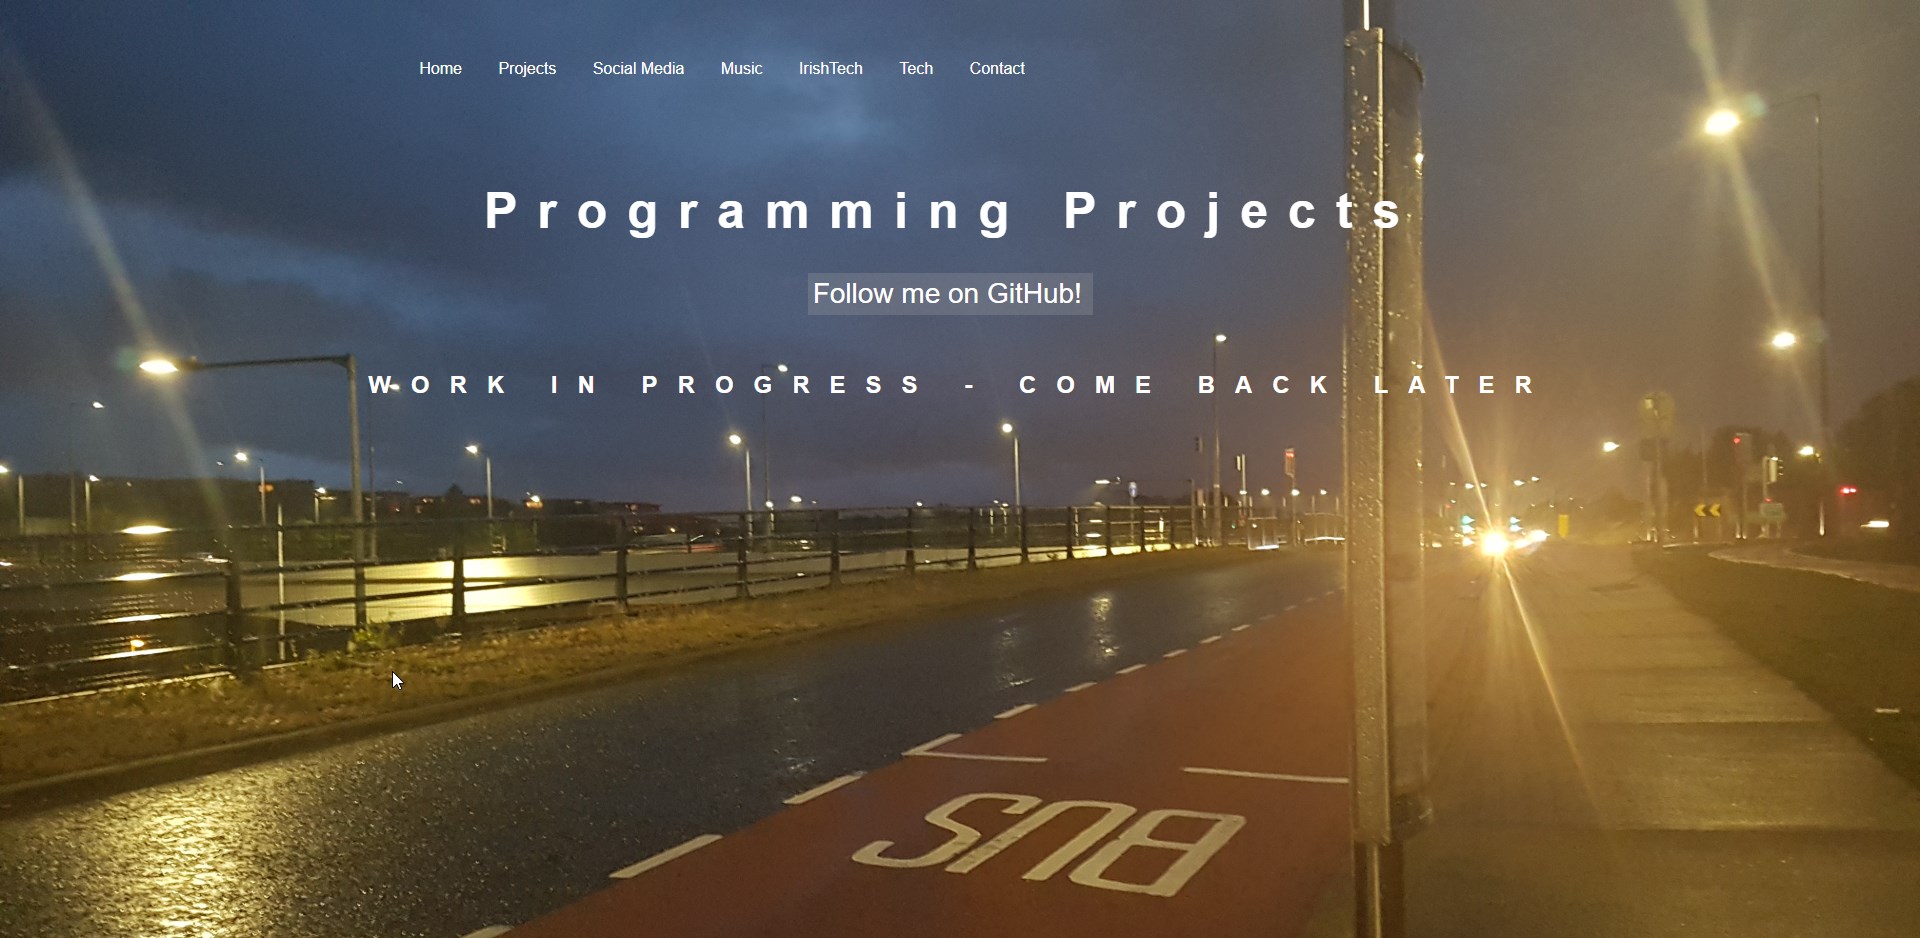 Home Projects Social Media Music IrishTech Tech Contact
Programming Projects
Follow me on GitHub!
WORK IN PROGRESS - COME BACK LATER
BUS